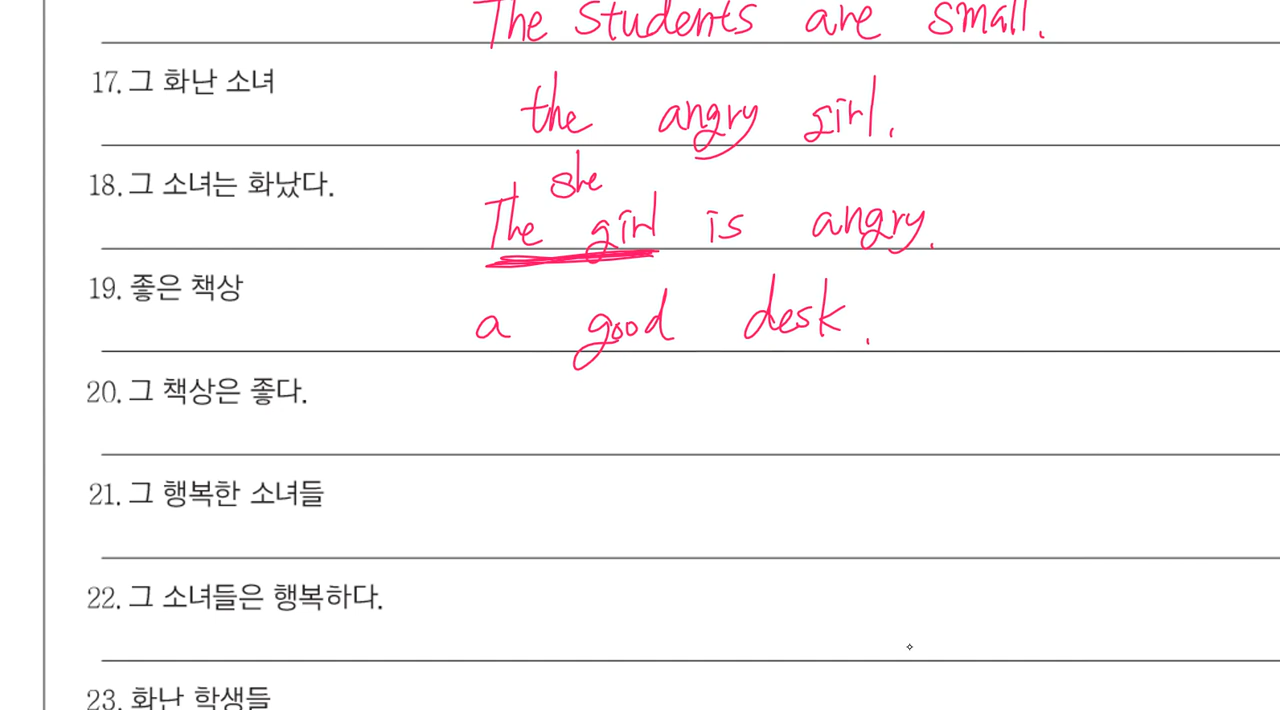 The students are small.
17. 그 화난 소녀
the angry girl.
18. 그 소녀는 화났다.
she
The girl is angry.
19. 좋은 책상
a good desk.
20. 그 책상은 좋다.
21. 그 행복한 소녀들
22. 그 소녀들은 행복하다.
23. 화난 학생들